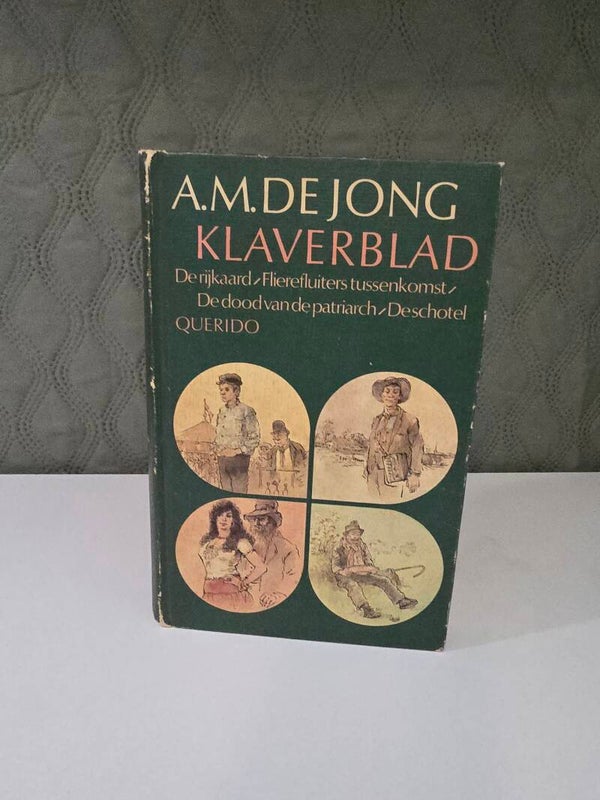 A.M. DE JONG
KLAVERBLAD
De rijkaard / Flierefluiters tussenkomst /
De dood van de patriarch / De schotel
QUERIDO